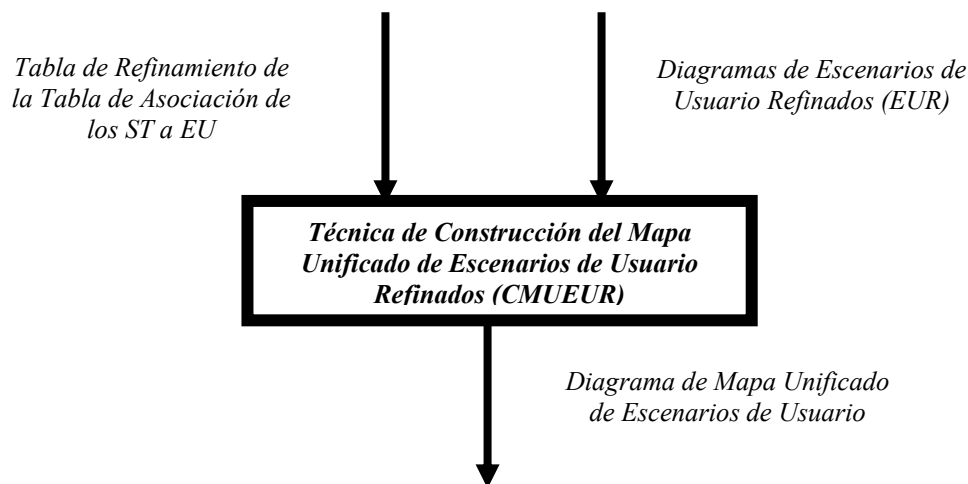 Tabla de Refinamiento de
la Tabla de Asociación de
los ST a EU
Diagramas de Escenarios de
Usuario Refinados (EUR)
Técnica de Construcción del Mapa
Unificado de Escenarios de Usuario
Refinados (CMUEUR)
Diagrama de Mapa Unificado
de Escenarios de Usuario